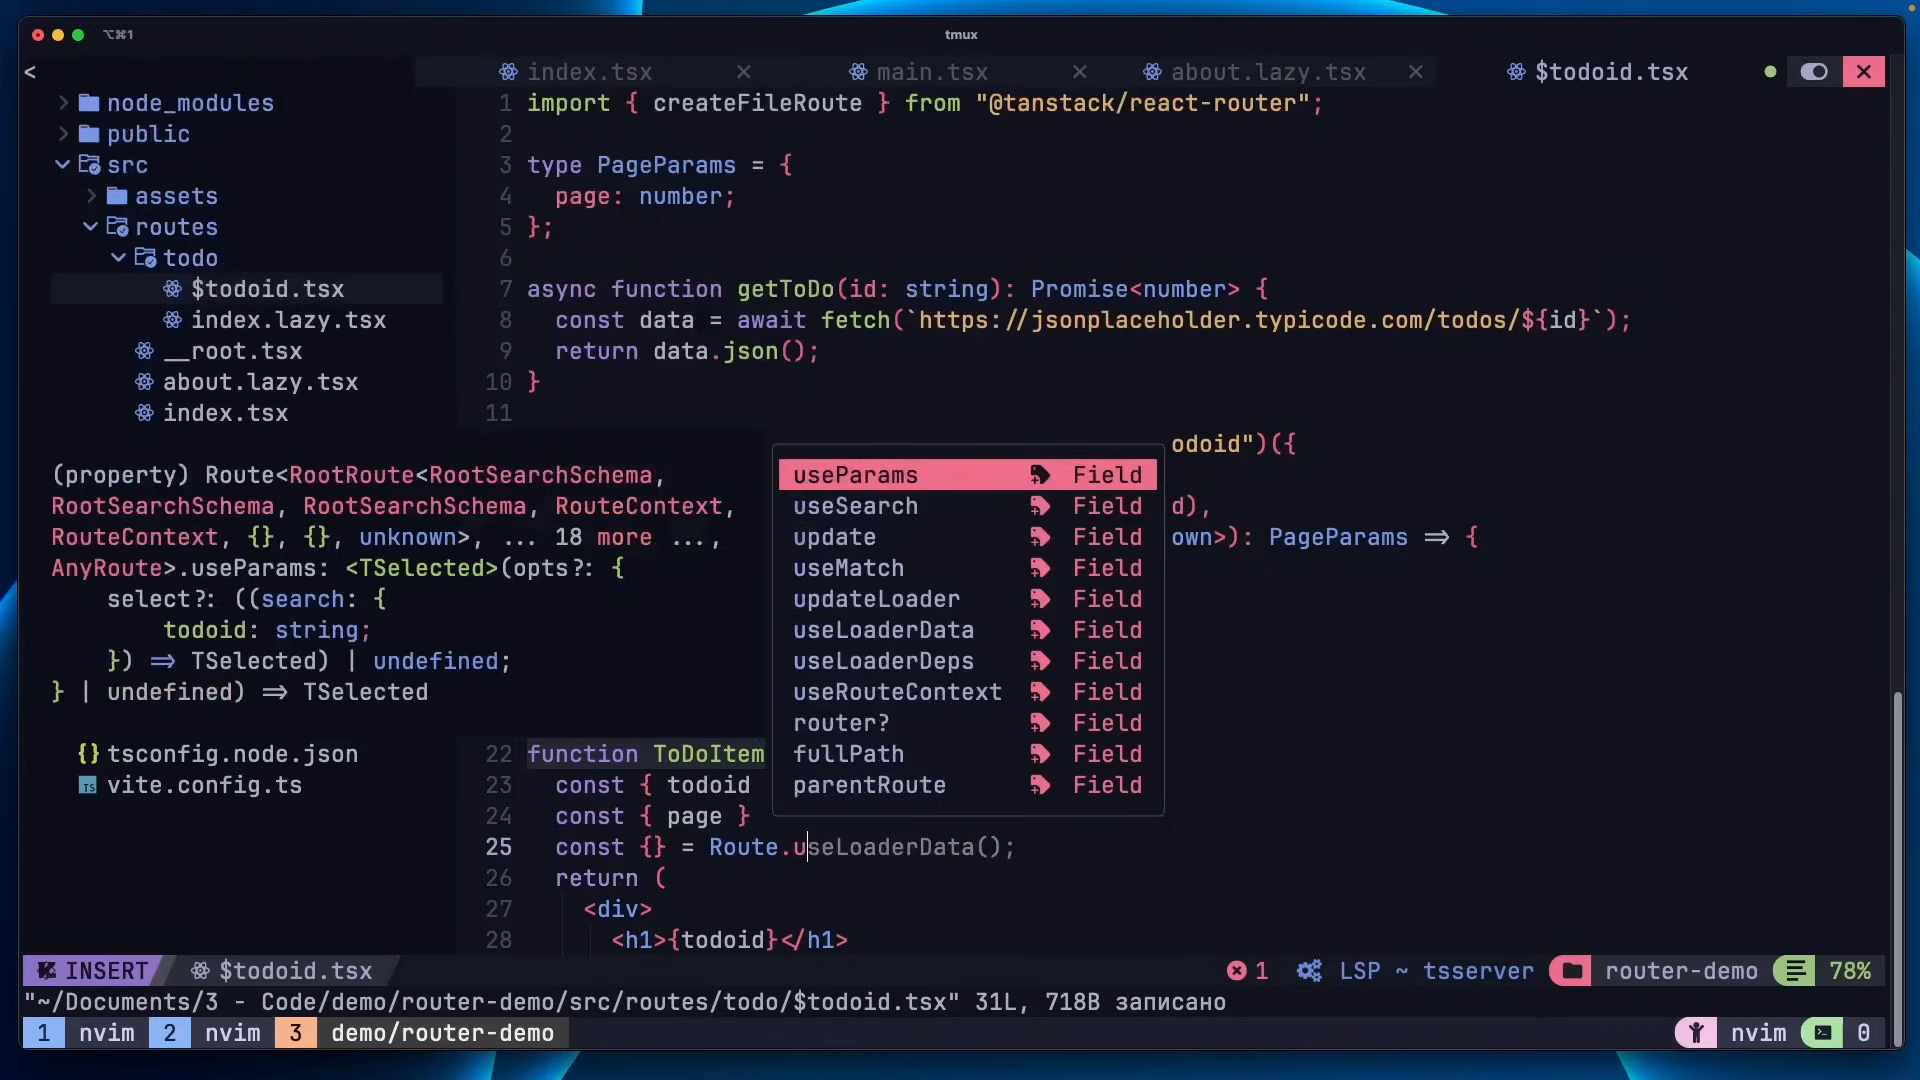 ⌥⌘1
tmux
<
index.tsx ×
main.tsx ×
about.lazy.tsx ×
$todoid.tsx
node_modules
public
src
assets
routes
todo
$todoid.tsx
index.lazy.tsx
__root.tsx
about.lazy.tsx
index.tsx
(property) Route<RootRoute<RootSearchSchema,
RootSearchSchema, RootSearchSchema, RouteContext,
RouteContext, {}, {}, unknown>, ... 18 more ...,
AnyRoute>.useParams: <TSelected>(opts?: {
select?: ((search: {
todoid: string;
}) => TSelected) | undefined;
} | undefined) => TSelected
{} tsconfig.node.json
TS vite.config.ts
1 import { createFileRoute } from "@tanstack/react-router";
2
3 type PageParams = {
4 page: number;
5 };
6
7 async function getToDo(id: string): Promise<number> {
8 const data = await fetch(`https://jsonplaceholder.typicode.com/todos/${id}`);
9 return data.json();
10 }
11
odoid")({
d),
own>): PageParams => {
useParams Field
useSearch Field
update Field
useMatch Field
updateLoader Field
useLoaderData Field
useLoaderDeps Field
useRouteContext Field
router? Field
fullPath Field
parentRoute Field
22 function ToDoItem
23 const { todoid
24 const { page }
25 const {} = Route.useLoaderData();
26 return (
27 <div>
28 <h1>{todoid}</h1>
INSERT $todoid.tsx 1 LSP ~ tsserver router-demo 78%
"~/Documents/3 - Code/demo/router-demo/src/routes/todo/$todoid.tsx" 31L, 718B записано
1 nvim 2 nvim 3 demo/router-demo nvim 0